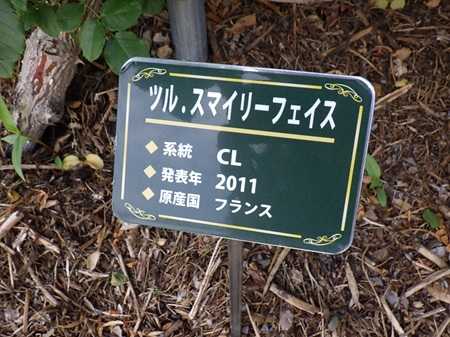 ツル.スマイリーフェイス
◆系統 CL
◆発表年 2011
◆原産国 フランス